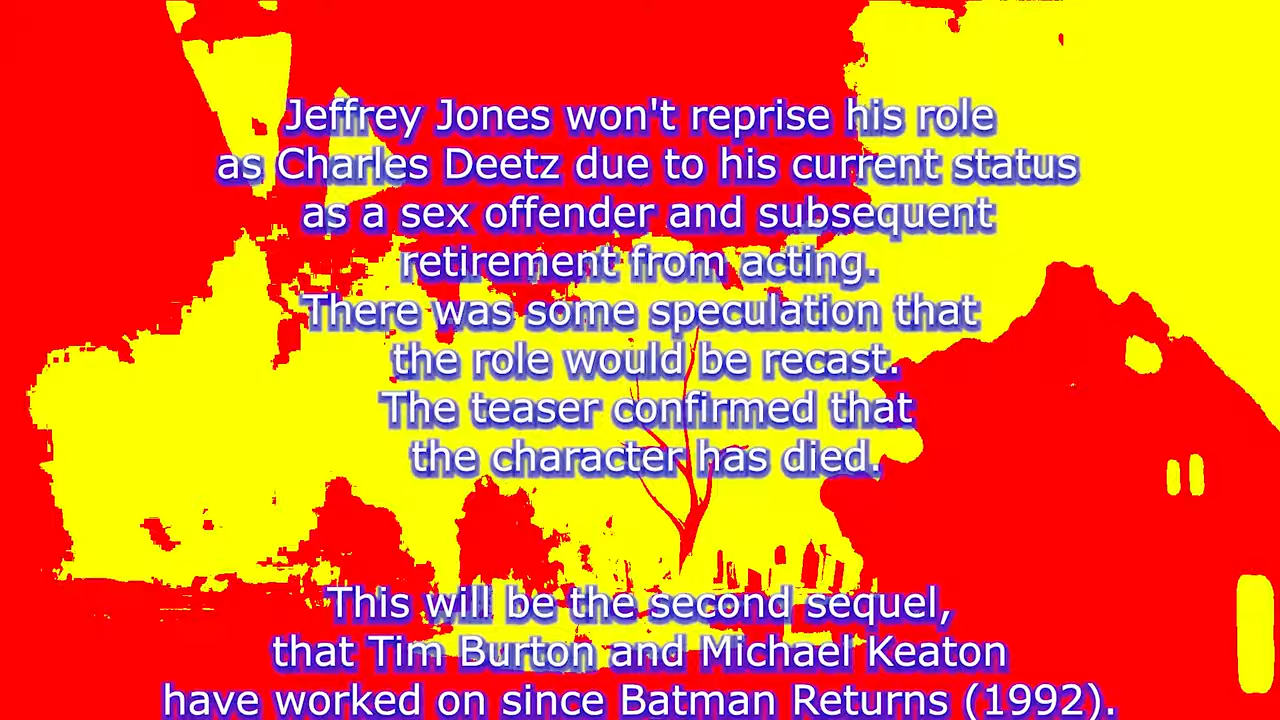 Jeffrey Jones won't reprise his role
as Charles Deetz due to his current status
as a sex offender and subsequent
retirement from acting.
There was some speculation that
the role would be recast.
The teaser confirmed that
the character has died.
This will be the second sequel,
that Tim Burton and Michael Keaton
have worked on since Batman Returns (1992).